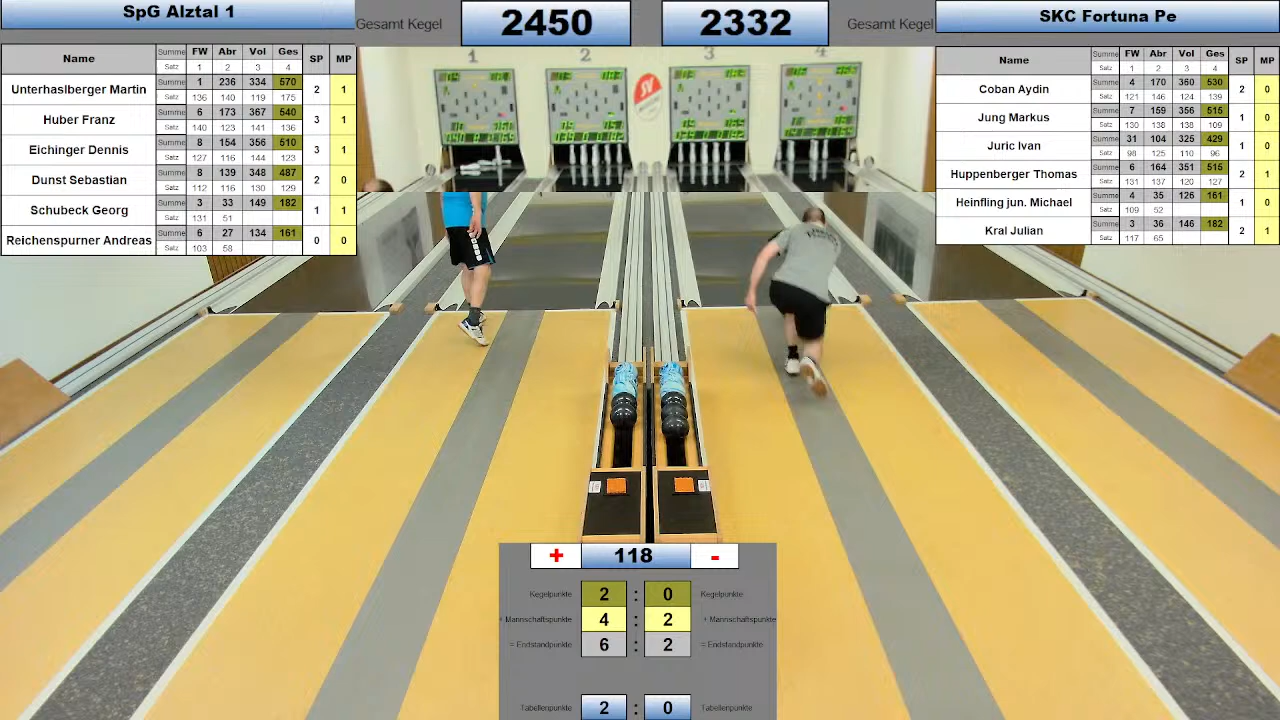 SpG Alztal 1
Gesamt Kegel 2450 2332 Gesamt Kegel
SKC Fortuna Pe
Name Summe FW Abr Vol Ges SP MP
Satz 1 2 3 4
Unterhaslberger Martin Summe 1 236 334 570 2 1
Satz 136 140 119 175
Huber Franz Summe 6 173 367 540 3 1
Satz 140 123 141 136
Eichinger Dennis Summe 8 154 356 510 3 1
Satz 127 116 144 123
Dunst Sebastian Summe 8 139 348 487 2 0
Satz 112 116 130 129
Schubeck Georg Summe 3 33 149 182 1 1
Satz 131 51
Reichenspurner Andreas Summe 6 27 134 161 0 0
Satz 103 58
Name Summe FW Abr Vol Ges SP MP
Satz 1 2 3 4
Coban Aydin Summe 4 170 360 530 2 0
Satz 121 146 124 139
Jung Markus Summe 7 159 356 515 1 0
Satz 130 138 138 109
Juric Ivan Summe 31 104 325 429 1 0
Satz 98 125 110 96
Huppenberger Thomas Summe 6 164 351 515 2 1
Satz 131 137 120 127
Heinfling jun. Michael Summe 4 35 126 161 1 0
Satz 109 52
Kral Julian Summe 3 36 146 182 2 1
Satz 117 65
1 2 3 4
SV
+ 118 -
Kegelpunkte 2 : 0 Kegelpunkte
+ Mannschaftspunkte 4 : 2 + Mannschaftspunkte
= Endstandpunkte 6 : 2 = Endstandpunkte
Tabellenpunkte 2 : 0 Tabellenpunkte